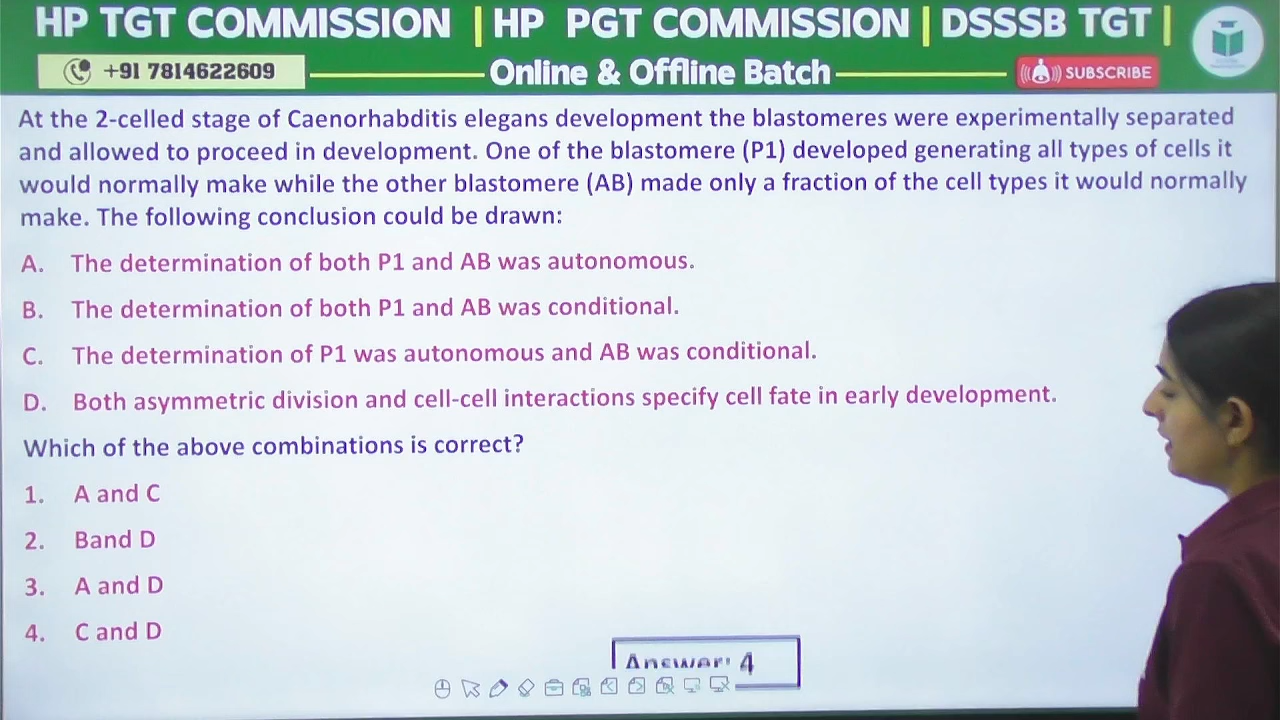 HP TGT COMMISSION | HP PGT COMMISSION | DSSSB TGT |
+91 7814622609 Online & Offline Batch SUBSCRIBE
At the 2-celled stage of Caenorhabditis elegans development the blastomeres were experimentally separated
and allowed to proceed in development. One of the blastomere (P1) developed generating all types of cells it
would normally make while the other blastomere (AB) made only a fraction of the cell types it would normally
make. The following conclusion could be drawn:
A. The determination of both P1 and AB was autonomous.
B. The determination of both P1 and AB was conditional.
C. The determination of P1 was autonomous and AB was conditional.
D. Both asymmetric division and cell-cell interactions specify cell fate in early development.
Which of the above combinations is correct?
1. A and C
2. Band D
3. A and D
4. C and D
Answer: 4